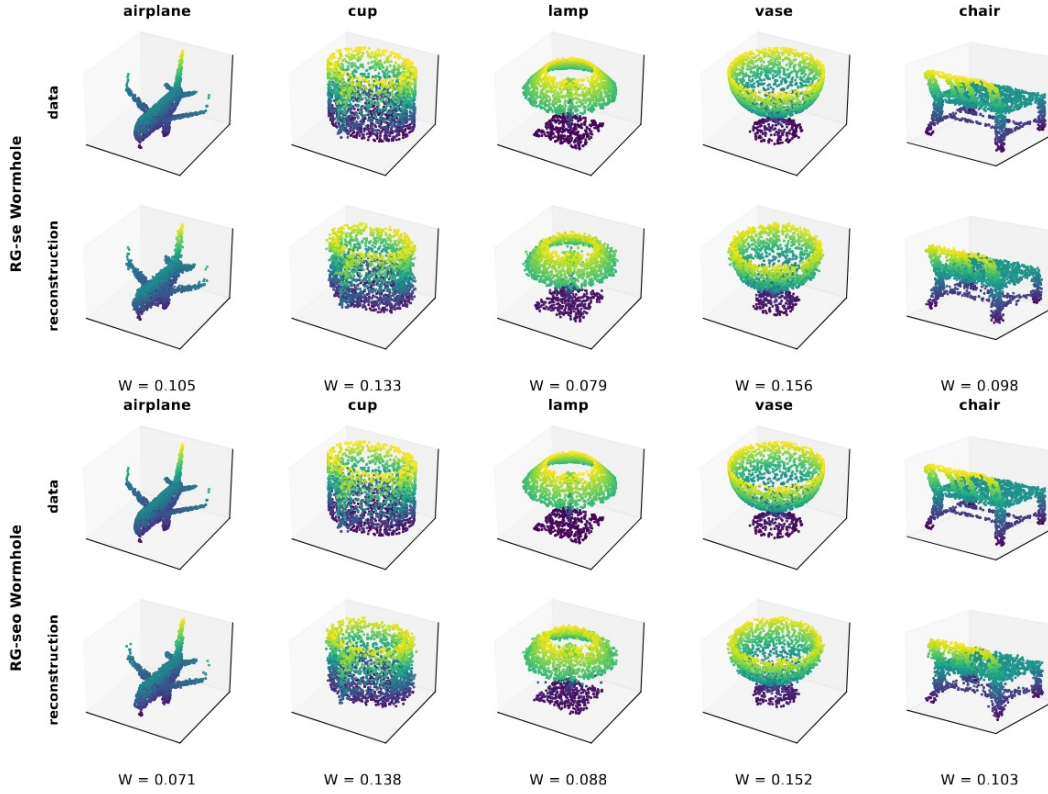 airplane cup lamp vase chair
RG-se Wormhole
data
reconstruction
W = 0.105 W = 0.133 W = 0.079 W = 0.156 W = 0.098
airplane cup lamp vase chair
RG-seo Wormhole
data
reconstruction
W = 0.071 W = 0.138 W = 0.088 W = 0.152 W = 0.103